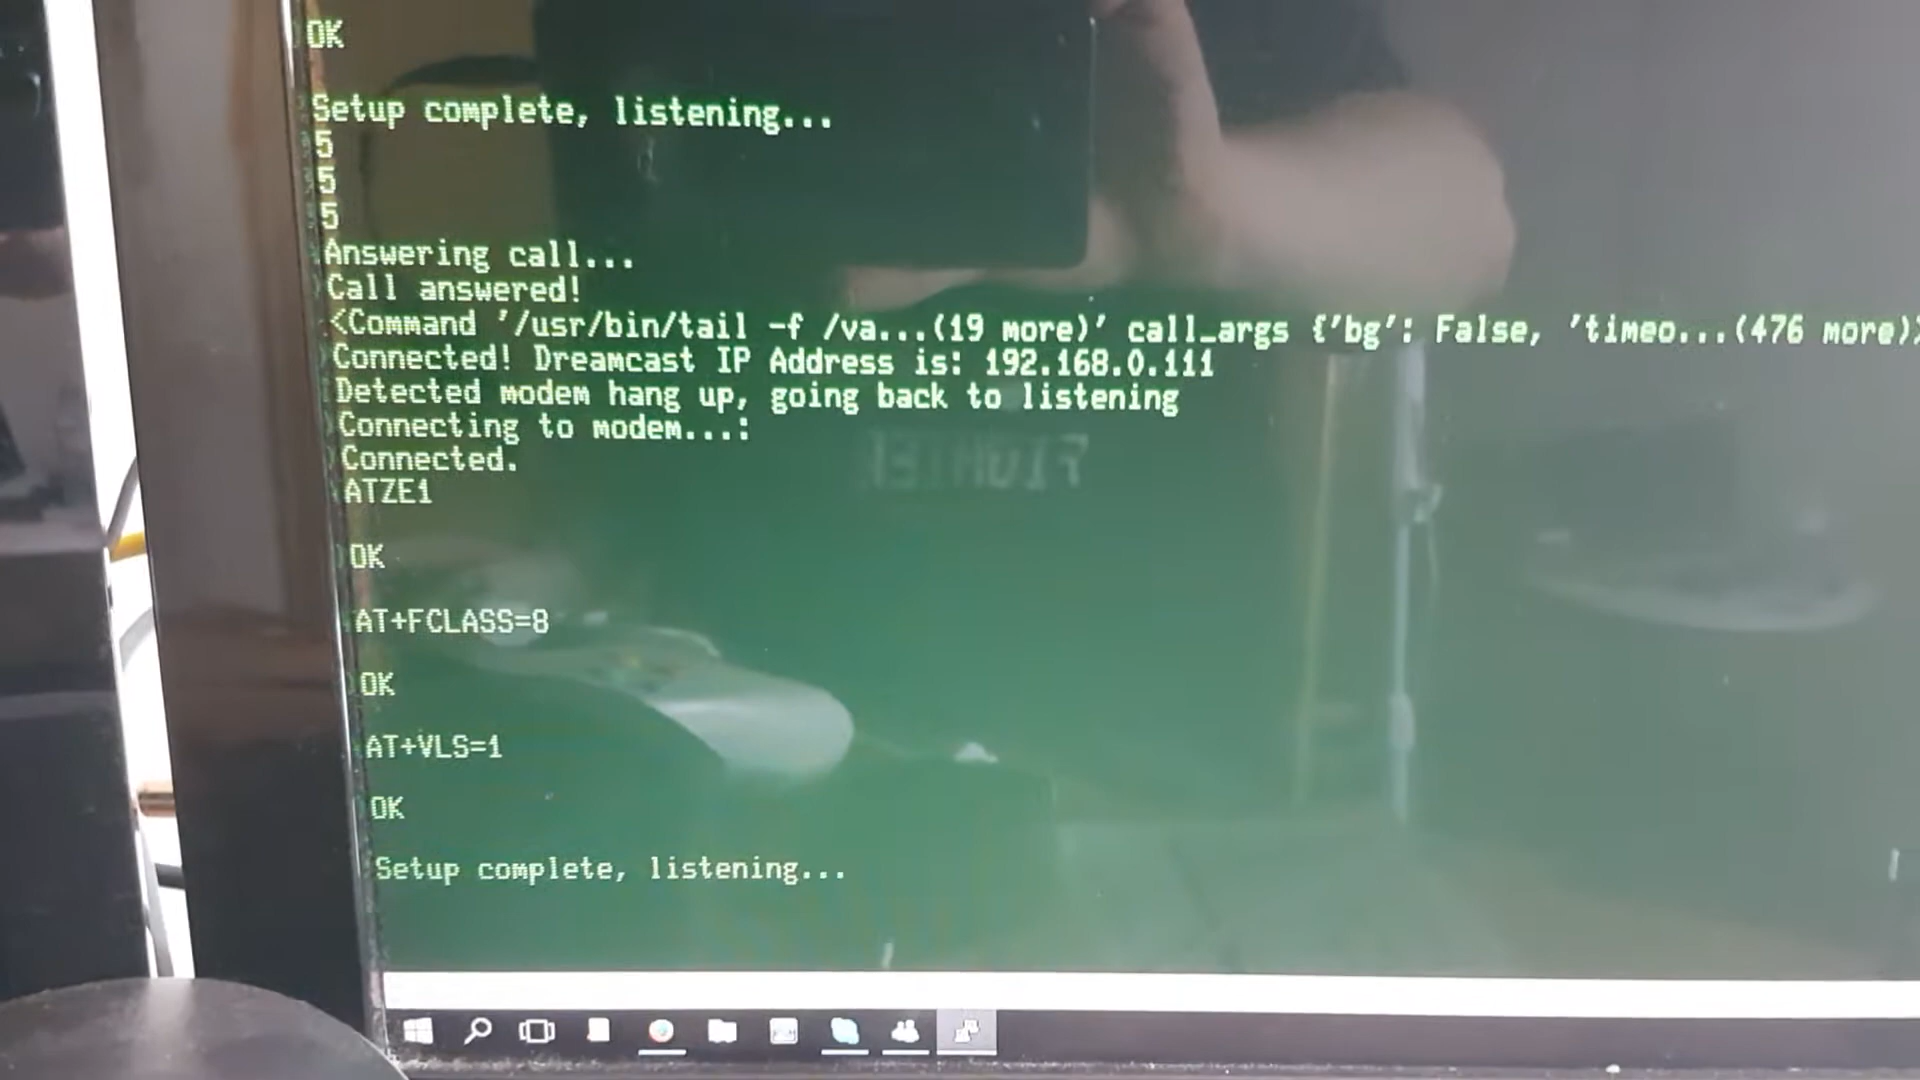 OK
Setup complete, listening...
5
5
5
Answering call...
Call answered!
<Command '/usr/bin/tail -f /va...(19 more)' call_args {'bg': False, 'timeo...(476 more)}
Connected! Dreamcast IP Address is: 192.168.0.111
Detected modem hang up, going back to listening
Connecting to modem...:
Connected.
ATZE1
OK
AT+FCLASS=8
OK
AT+VLS=1
OK
Setup complete, listening...